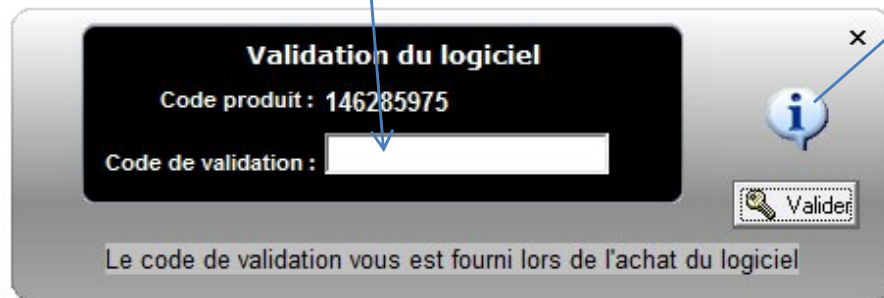 Validation du logiciel
Code produit : 146285975
Code de validation :
Valider
Le code de validation vous est fourni lors de l'achat du logiciel